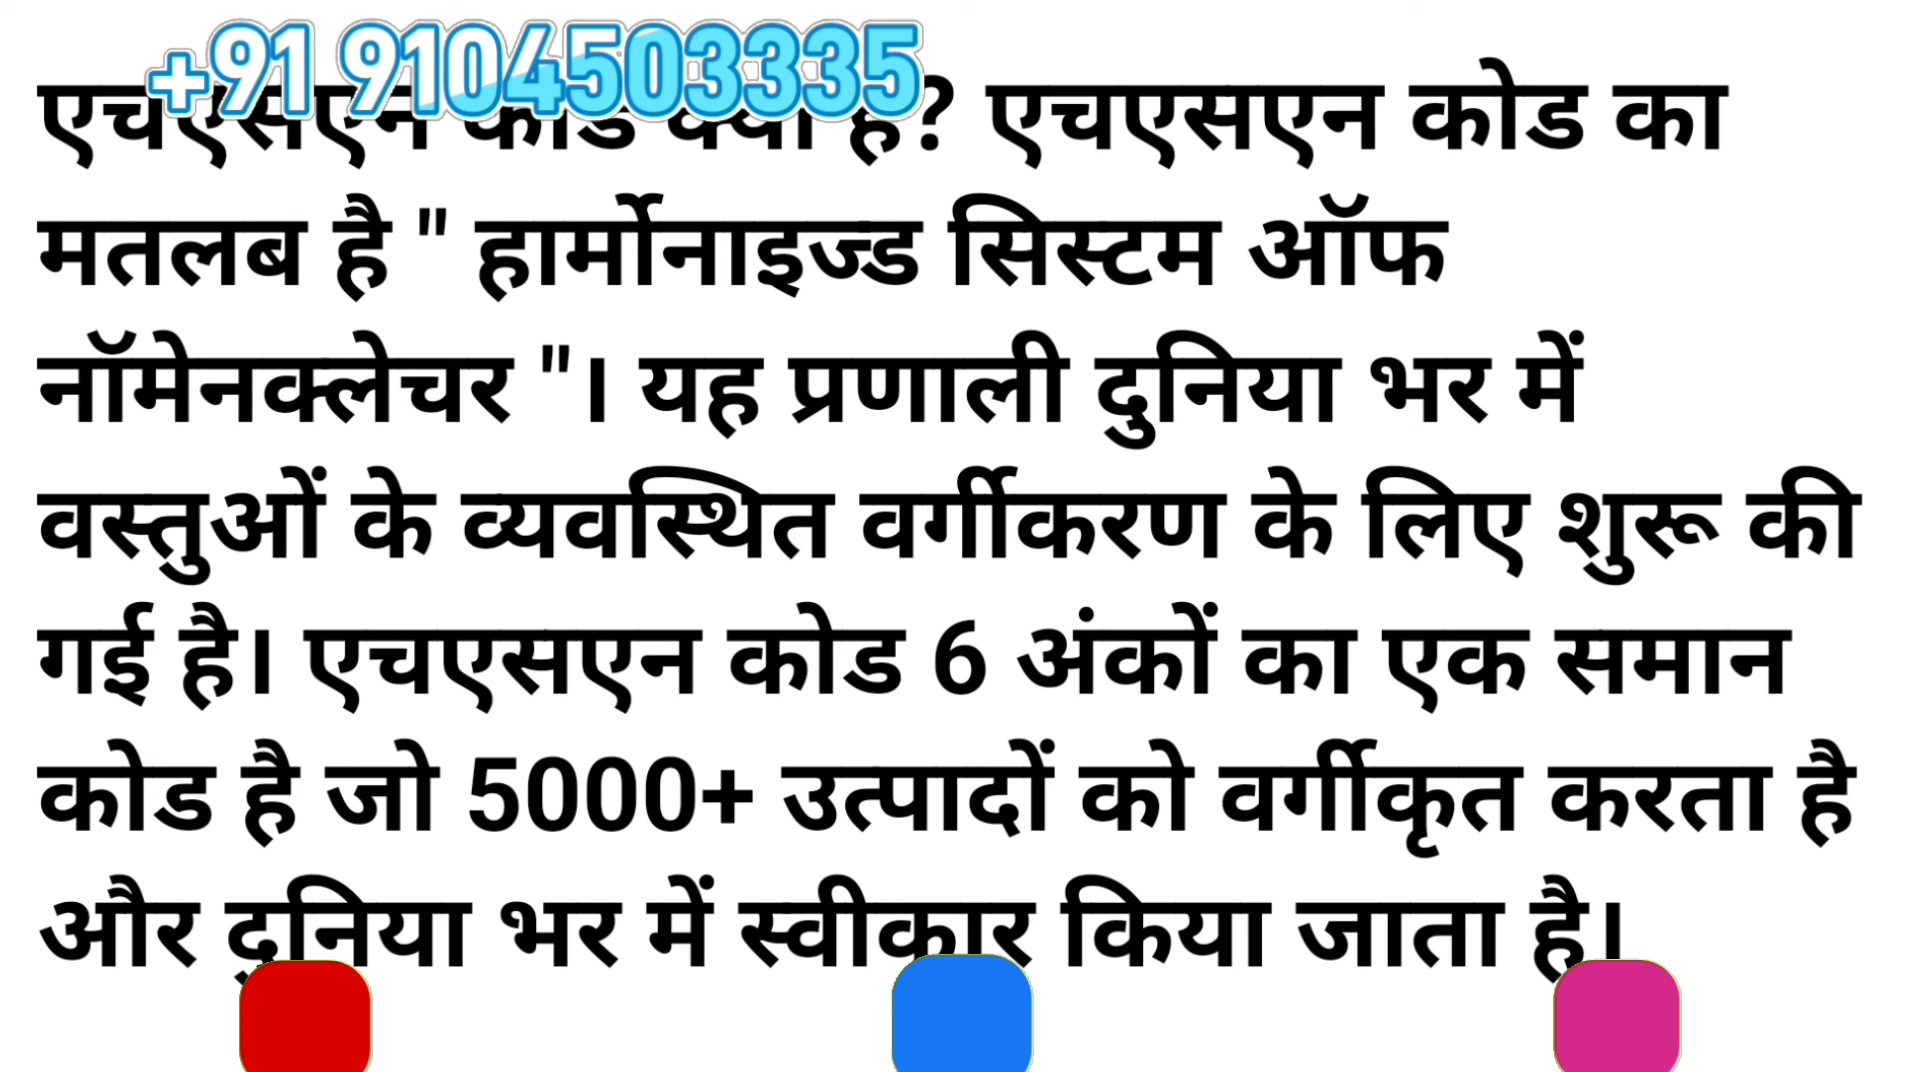 +91 9104503335
एचएसएन कोड क्या है? एचएसएन कोड का
मतलब है " हार्मोनाइज्ड सिस्टम ऑफ
नॉमेनक्लेचर "। यह प्रणाली दुनिया भर में
वस्तुओं के व्यवस्थित वर्गीकरण के लिए शुरू की
गई है। एचएसएन कोड 6 अंकों का एक समान
कोड है जो 5000+ उत्पादों को वर्गीकृत करता है
और दुनिया भर में स्वीकार किया जाता है।